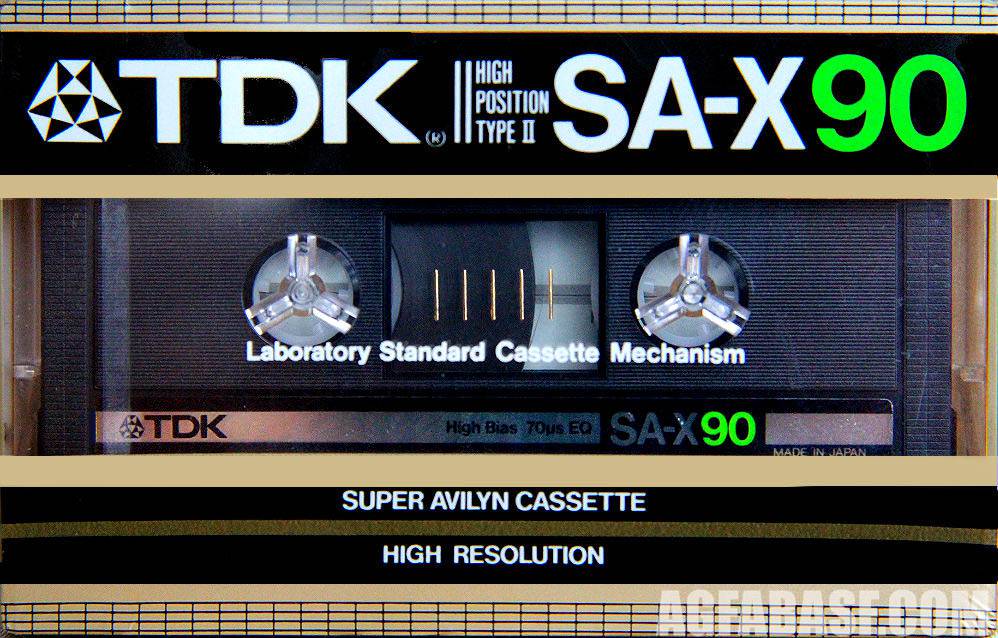 TDK ® HIGH POSITION TYPE II SA-X90
Laboratory Standard Cassette Mechanism
TDK High Bias 70µs EQ SA-X90
MADE IN JAPAN
SUPER AVILYN CASSETTE
HIGH RESOLUTION
AGFABASF.COM